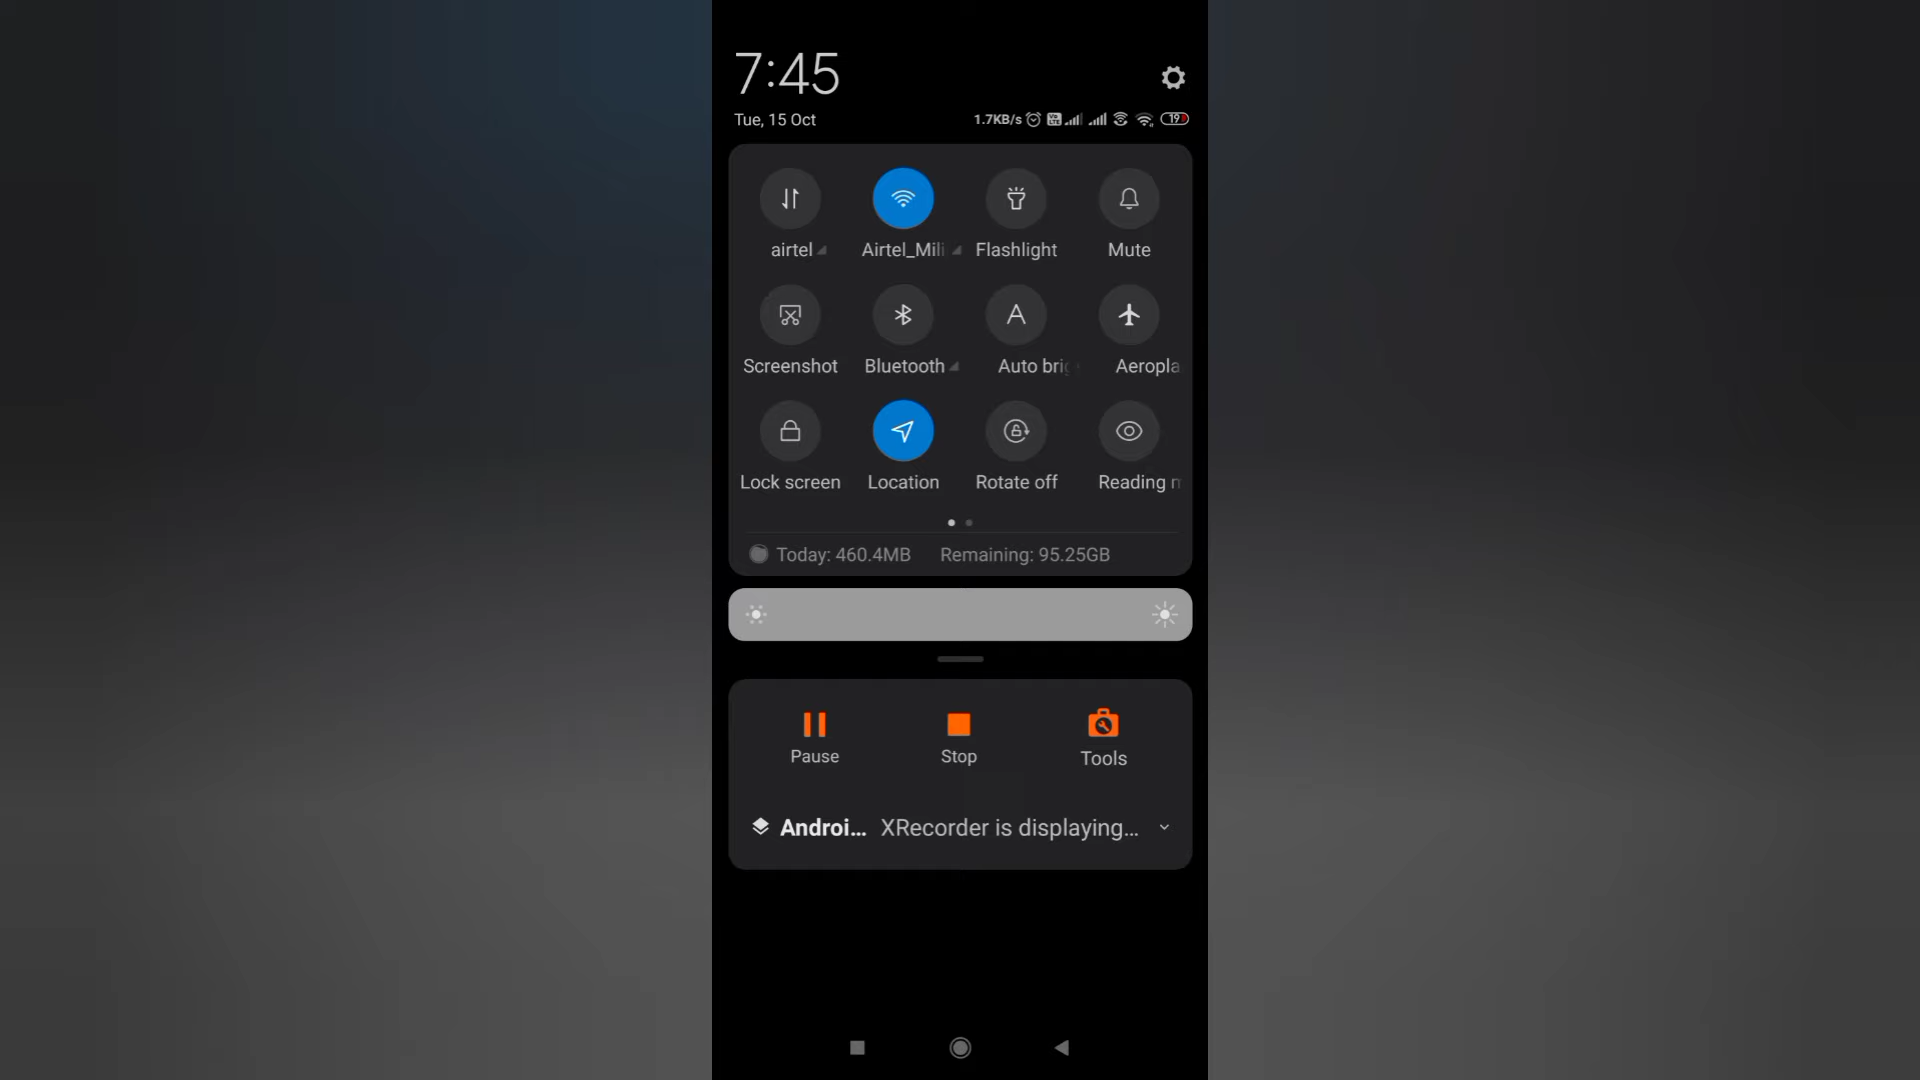 7:45
Tue, 15 Oct
1.7KB/s
19
airtel
Airtel_Mili
Flashlight
Mute
Screenshot
Bluetooth
Auto brig
Aeropla
Lock screen
Location
Rotate off
Reading m
Today: 460.4MB Remaining: 95.25GB
Pause
Stop
Tools
Androi... XRecorder is displaying...